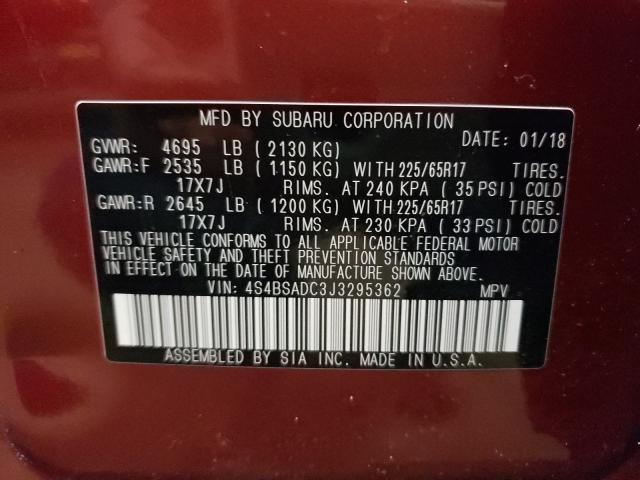 MFD BY SUBARU CORPORATION
DATE: 01/18
GVWR: 4695 LB ( 2130 KG)
GAWR:F 2535 LB ( 1150 KG) WITH 225/65R17 TIRES.
17X7J RIMS. AT 240 KPA ( 35 PSI) COLD
GAWR:R 2645 LB ( 1200 KG) WITH 225/65R17 TIRES.
17X7J RIMS. AT 230 KPA ( 33 PSI) COLD
THIS VEHICLE CONFORMS TO ALL APPLICABLE FEDERAL MOTOR
VEHICLE SAFETY AND THEFT PREVENTION STANDARDS
IN EFFECT ON THE DATE OF MANUFACTURE SHOWN ABOVE.
VIN: 4S4BSADC3J3295362 MPV
ASSEMBLED BY SIA INC. MADE IN U.S.A.